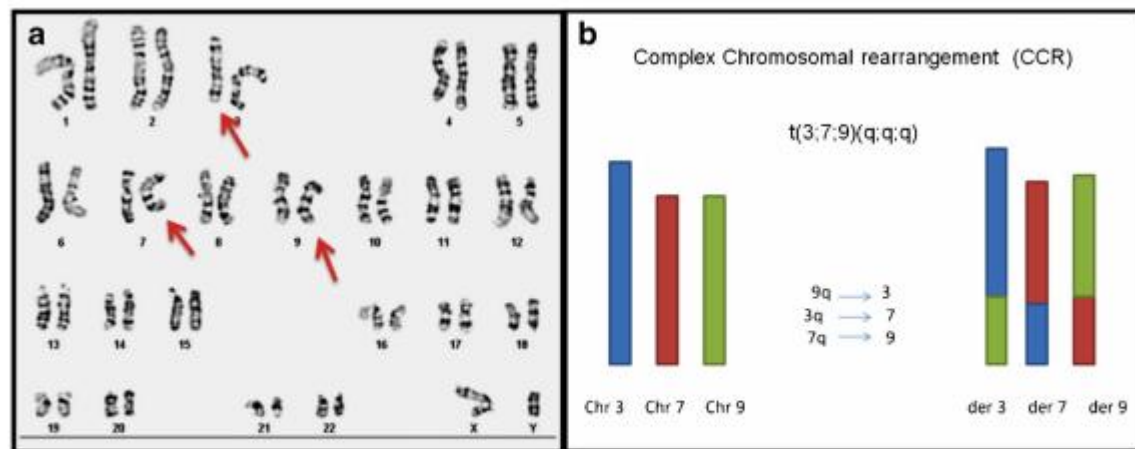 a
1 2 3 4 5
6 7 8 9 10 11 12
13 14 15 16 17 18
19 20 21 22 X Y
b
Complex Chromosomal rearrangement (CCR)
t(3;7;9)(q;q;q)
9q 3
3q 7
7q 9
Chr 3 Chr 7 Chr 9
der 3 der 7 der 9